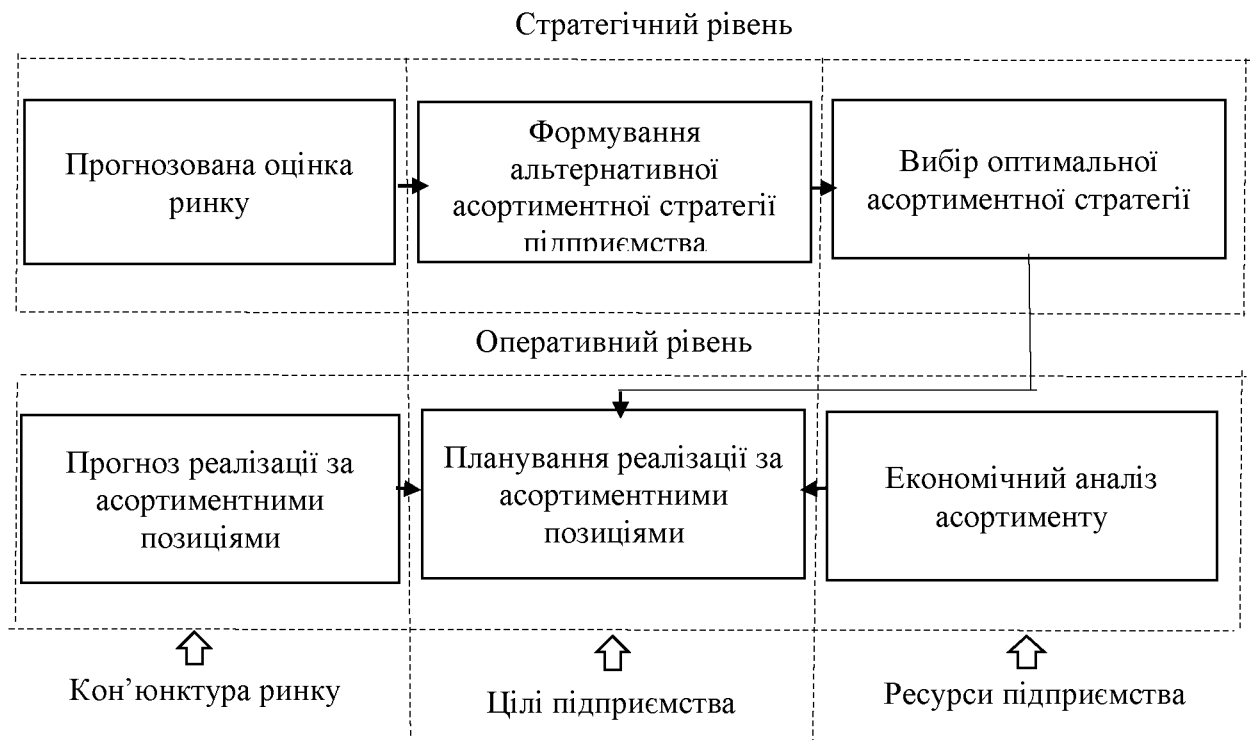 Стратегічний рівень
Прогнозована оцінка
ринку
Формування
альтернативної
асортиментної стратегії
підприємства
Вибір оптимальної
асортиментної стратегії
Оперативний рівень
Прогноз реалізації за
асортиментними
позиціями
Планування реалізації за
асортиментними
позиціями
Економічний аналіз
асортименту
Кон’юнктура ринку
Цілі підприємства
Ресурси підприємства